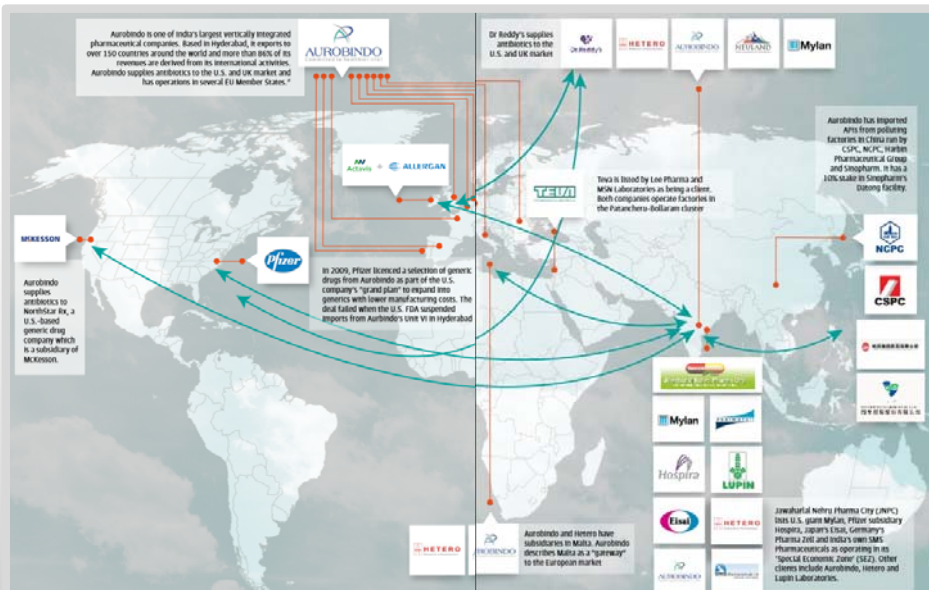 Aurobindo is one of India's largest vertically integrated
pharmaceutical companies. Based in Hyderabad, it exports to
over 150 countries around the world and more than 86% of its
revenues are derived from its international activities.
Aurobindo supplies antibiotics to the U.S. and UK market and
has operations in several EU Member States."
AUROBINDO
Dr Reddy's supplies
antibiotics to the
U.S. and UK market
Dr.Reddy's
HETERO
AUROBINDO
NEULAND
Mylan
Aurobindo has imported
APIs from polluting
factories in China run by
CSPC, NCPC, Harbin
Pharmaceutical Group
and Sinopharm. It has a
10% stake in Sinopharm's
Datong facility.
Actavis + ALLERGAN
TEVA
Teva is listed by Lee Pharma and
MSN Laboratories as being a client.
Both companies operate factories in
the Patancheru-Bollaram cluster
MCKESSON
Pfizer
NCPC
CSPC
Aurobindo
supplies
antibiotics to
NorthStar Rx, a
U.S.-based
generic drug
company which
is a subsidiary of
McKesson.
In 2009, Pfizer licenced a selection of generic
drugs from Aurobindo as part of the U.S.
company's "grand plan" to expand into
generics with lower manufacturing costs. The
deal failed when the U.S. FDA suspended
imports from Aurbindo's Unit VI in Hyderabad
Mylan
Hospira
LUPIN
Eisai
HETERO
AUROBINDO
HETERO
AUROBINDO
Aurobindo and Hetero have
subsidiaries in Malta. Aurobindo
describes Malta as a "gateway"
to the European market
Jawaharlal Nehru Pharma City (JNPC)
lists U.S. giant Mylan, Pfizer subsidiary
Hospira, Japan's Eisai, Germany's
Pharma Zell and India's own SMS
Pharmaceuticals as operating in its
'Special Economic Zone' (SEZ). Other
clients include Aurobindo, Hetero and
Lupin Laboratories.